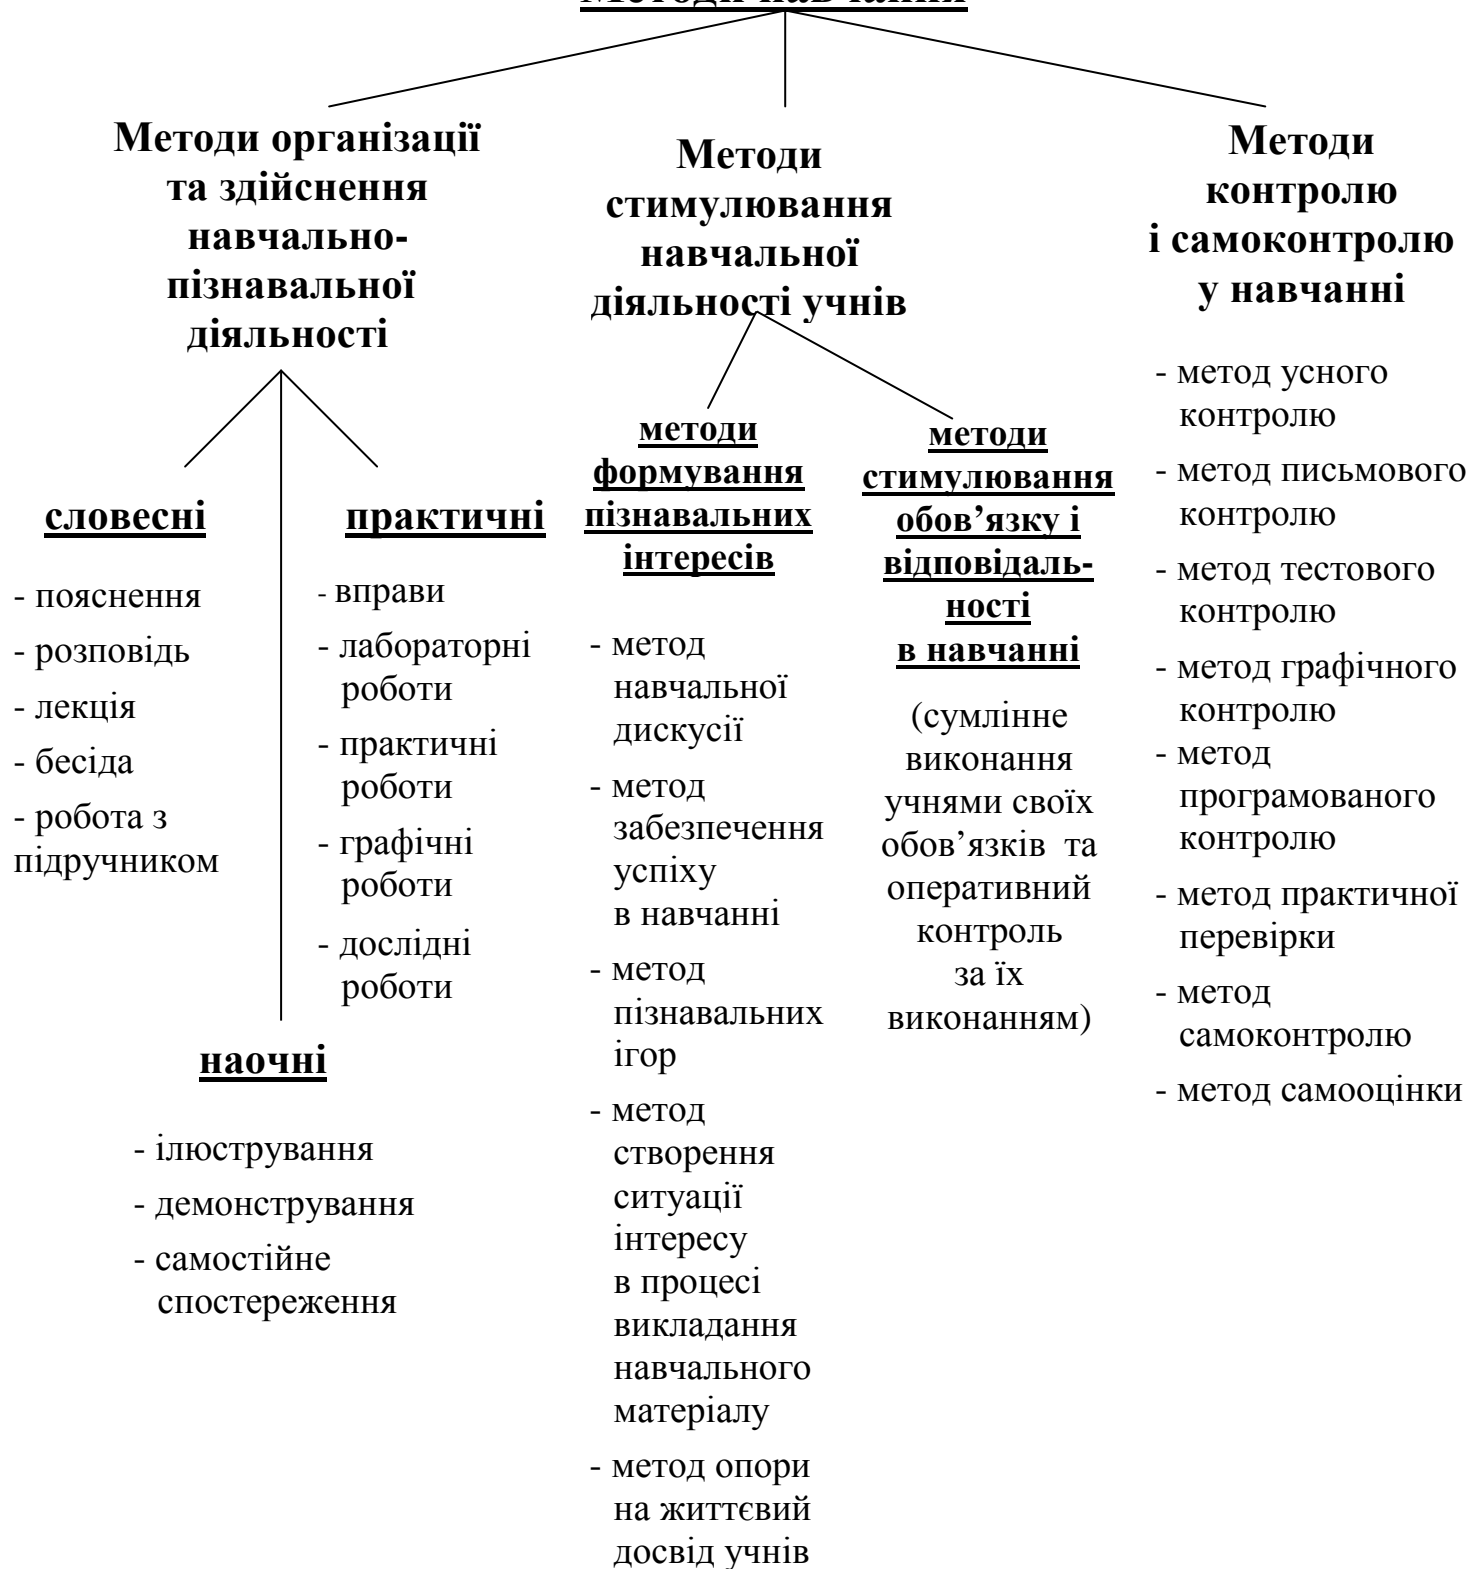 Методи навчання
Методи організації
та здійснення
навчально-
пізнавальної
діяльності
словесні
- пояснення
- розповідь
- лекція
- бесіда
- робота з
підручником
практичні
- вправи
- лабораторні
роботи
- практичні
роботи
- графічні
роботи
- дослідні
роботи
наочні
- ілюстрування
- демонстрування
- самостійне
спостереження
Методи
стимулювання
навчальної
діяльності учнів
методи
формування
пізнавальних
інтересів
- метод
навчальної
дискусії
- метод
забезпечення
успіху
в навчанні
- метод
пізнавальних
ігор
- метод
створення
ситуації
інтересу
в процесі
викладання
навчального
матеріалу
- метод опори
на життєвий
досвід учнів
методи
стимулювання
обов’язку і
відповідаль-
ності
в навчанні
(сумлінне
виконання
учнями своїх
обов’язків та
оперативний
контроль
за їх
виконанням)
Методи
контролю
і самоконтролю
у навчанні
- метод усного
контролю
- метод письмового
контролю
- метод тестового
контролю
- метод графічного
контролю
- метод
програмованого
контролю
- метод практичної
перевірки
- метод
самоконтролю
- метод самооцінки